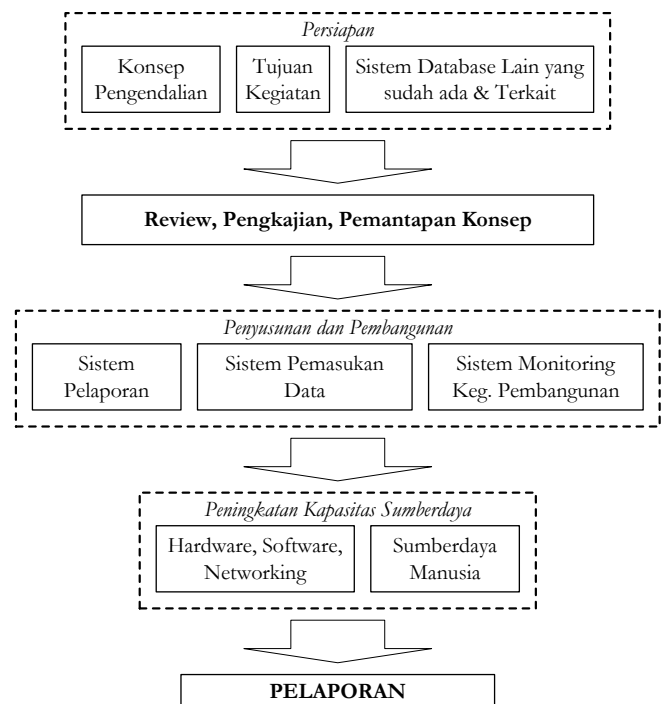 Persiapan
Konsep
Pengendalian
Tujuan
Kegiatan
Sistem Database Lain yang
sudah ada & Terkait
Review, Pengkajian, Pemantapan Konsep
Penyusunan dan Pembangunan
Sistem
Pelaporan
Sistem Pemasukan
Data
Sistem Monitoring
Keg. Pembangunan
Peningkatan Kapasitas Sumberdaya
Hardware, Software,
Networking
Sumberdaya
Manusia
PELAPORAN